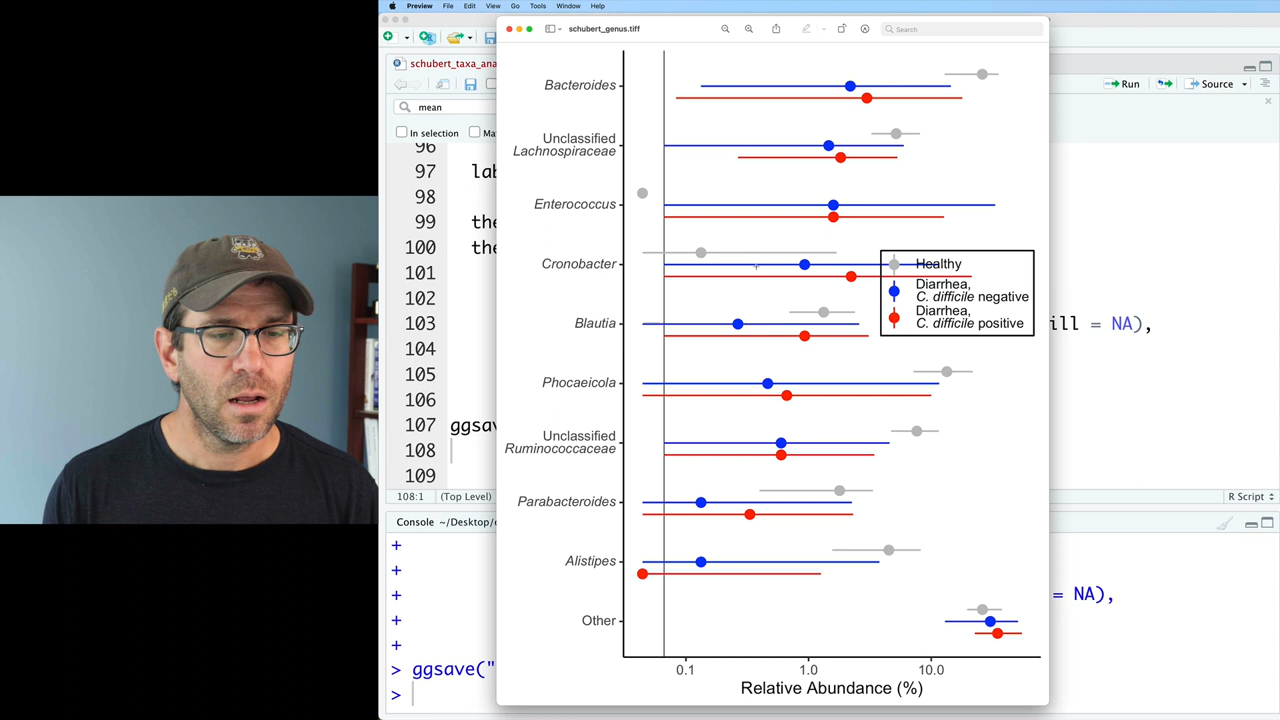 Preview File Edit View Go Tools Window Help
schubert_genus.tiff
Search
schubert_taxa_ana
Run
Source
mean
In selection
Ma
96
97 lab
98
99 the
100 the
101
102
103 ill = NA),
104
105
106
107 ggsav
108
109
108:1 (Top Level)
R Script
Console ~/Desktop/c
+
+
+ = NA),
+
+
> ggsave("
>
Bacteroides
Unclassified
Lachnospiraceae
Enterococcus
Cronobacter
Blautia
Phocaeicola
Unclassified
Ruminococcaceae
Parabacteroides
Alistipes
Other
Healthy
Diarrhea,
C. difficile negative
Diarrhea,
C. difficile positive
0.1 1.0 10.0
Relative Abundance (%)